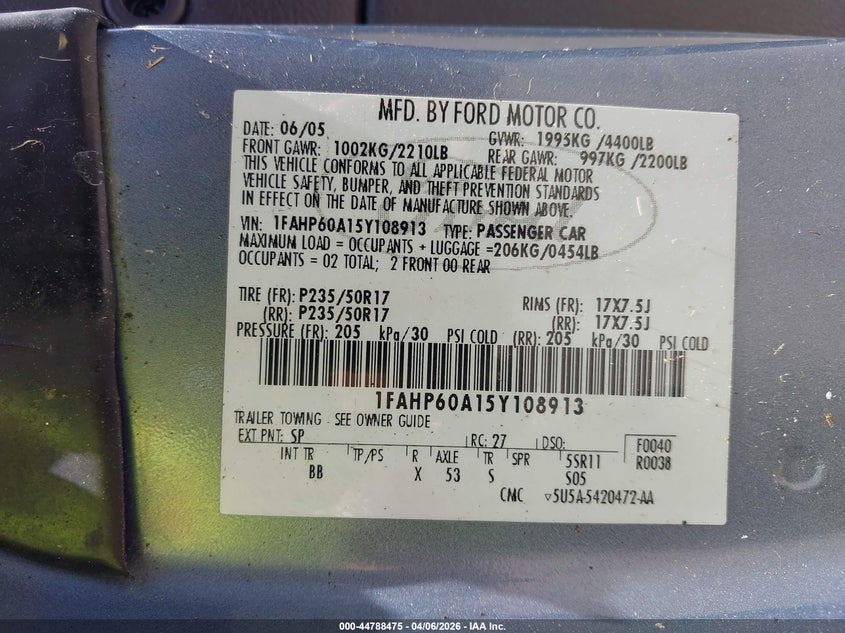 MFD. BY FORD MOTOR CO.
DATE: 06/05 GVWR: 1995KG /4400LB
FRONT GAWR: 1002KG/2210LB REAR GAWR: 997KG /2200LB
THIS VEHICLE CONFORMS TO ALL APPLICABLE FEDERAL MOTOR
VEHICLE SAFETY, BUMPER, AND THEFT PREVENTION STANDARDS
IN EFFECT ON THE DATE OF MANUFACTURE SHOWN ABOVE.
VIN: 1FAHP60A15Y108913 TYPE: PASSENGER CAR
MAXIMUM LOAD = OCCUPANTS + LUGGAGE =206KG/0454LB
OCCUPANTS = 02 TOTAL; 2 FRONT 00 REAR
TIRE (FR): P235/50R17 RIMS (FR): 17X7.5J
(RR): P235/50R17 (RR): 17X7.5J
PRESSURE (FR): 205 kPa/30 PSI COLD (RR): 205 kPa/30 PSI COLD
1FAHP60A15Y108913
TRAILER TOWING - SEE OWNER GUIDE
EXT PNT: SP RC: 27 DSO: F0040
INT TR TP/PS R AXLE TR SPR 5SR11 R0038
BB X 53 S S05
CMC 5U5A-5420472-AA
000-44788475 - 04/06/2026 - IAA Inc.